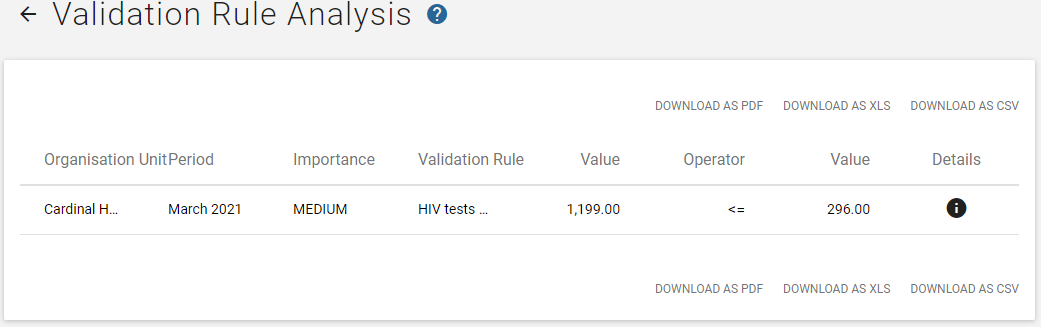 Validation Rule Analysis
DOWNLOAD AS PDF DOWNLOAD AS XLS DOWNLOAD AS CSV
Organisation Unit Period Importance Validation Rule Value Operator Value Details
Cardinal H... March 2021 MEDIUM HIV tests ... 1,199.00 <= 296.00
DOWNLOAD AS PDF DOWNLOAD AS XLS DOWNLOAD AS CSV